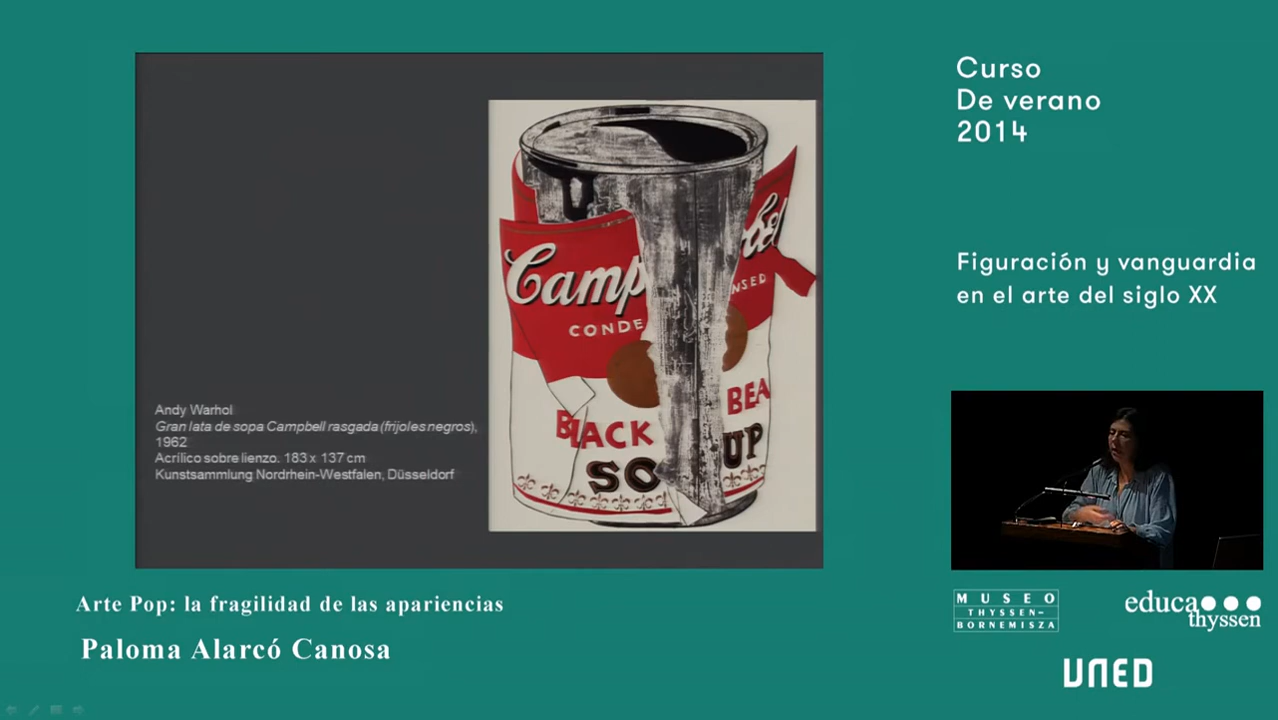 Curso
De verano
2014
Figuración y vanguardia
en el arte del siglo XX
Camp
bel
CONDE
NSED
BLACK
BEA
SO
UP
Andy Warhol
Gran lata de sopa Campbell rasgada (frijoles negros),
1962
Acrílico sobre lienzo. 183 x 137 cm
Kunstsammlung Nordrhein-Westfalen, Düsseldorf
Arte Pop: la fragilidad de las apariencias
Paloma Alarcó Canosa
MUSEO
THYSSEN-
BORNEMISZA
educa
thyssen
UNED